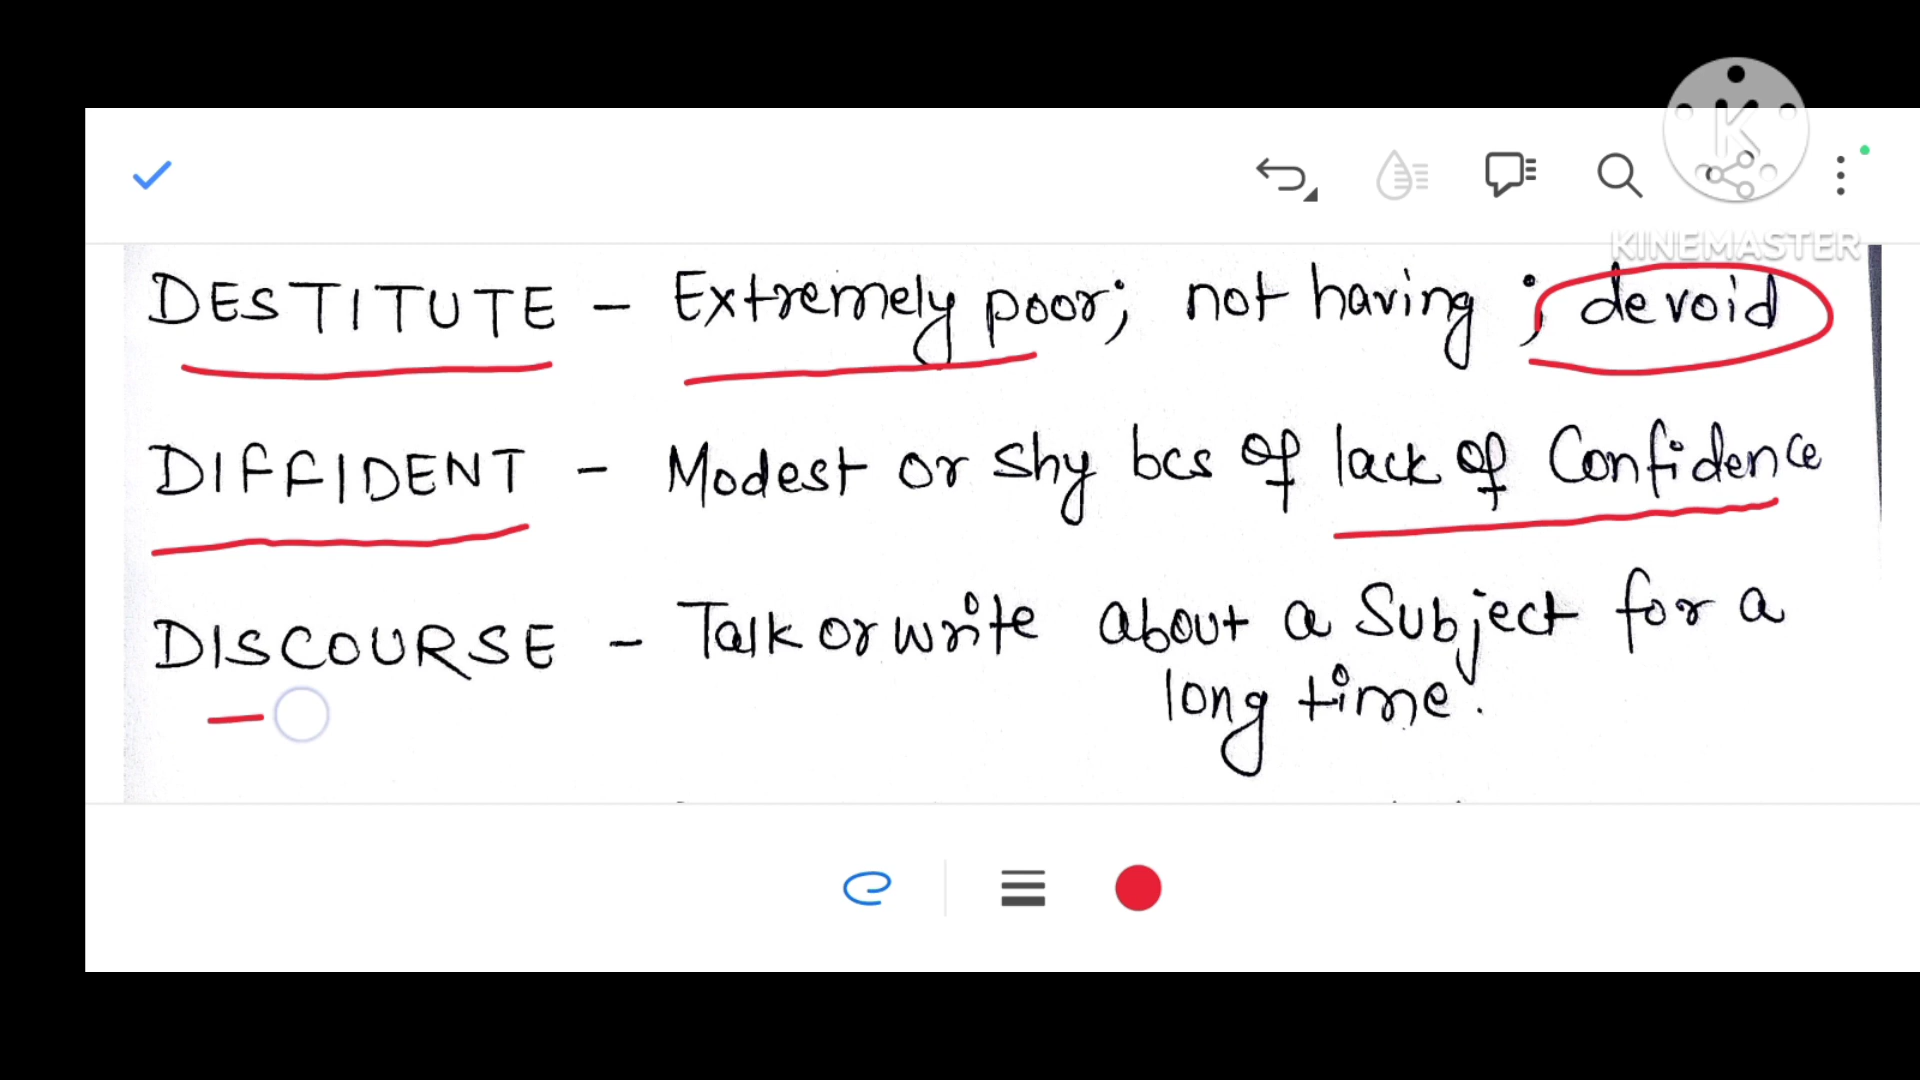 KINEMASTER
DESTITUTE - Extremely poor; not having ; devoid
DIFFIDENT - Modest or shy bcs of lack of Confidence
DISCOURSE - Talk or write about a Subject for a
long time.